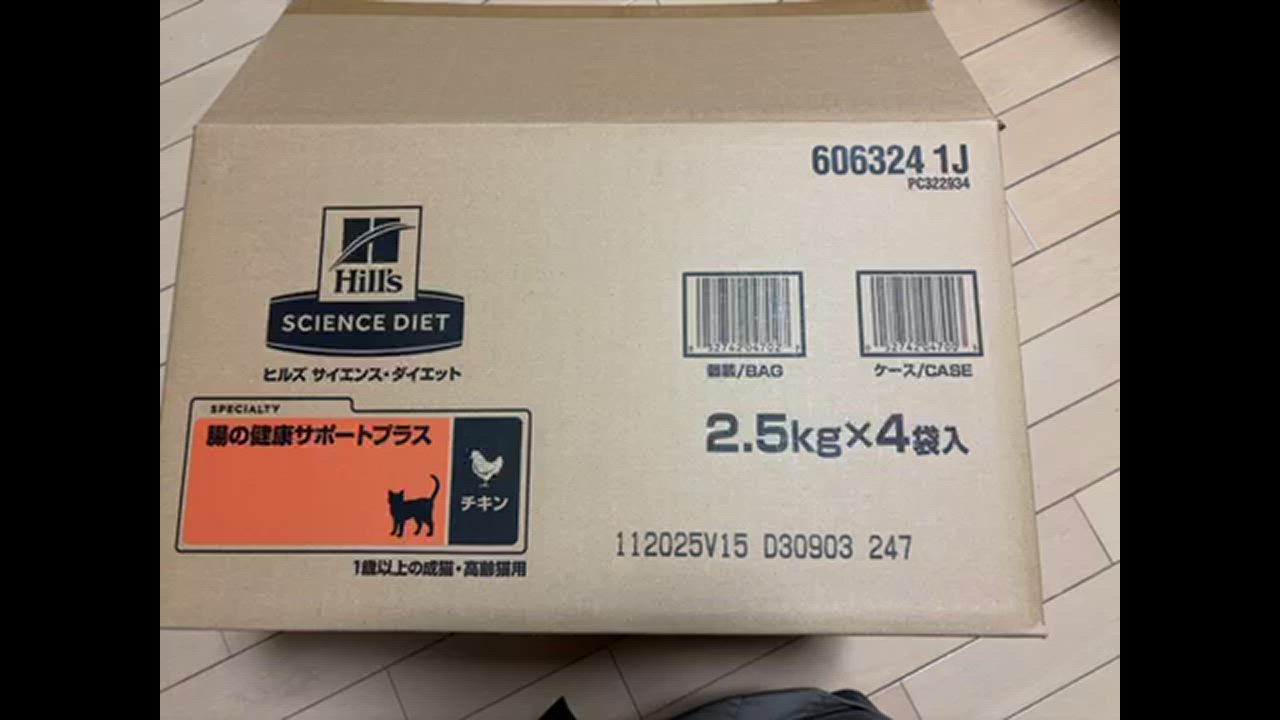 606324 1J
PC322934
Hill's
SCIENCE DIET
ヒルズ サイエンス・ダイエット
個装/BAG
ケース/CASE
SPECIALTY
腸の健康サポートプラス
チキン
1歳以上の成猫・高齢猫用
2.5kg×4袋入
112025V15 D30903 247